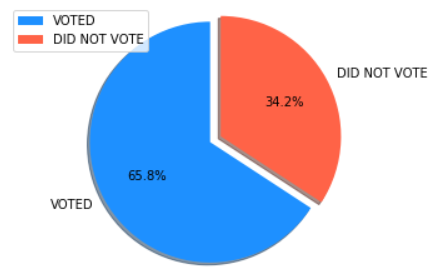 VOTED
DID NOT VOTE
DID NOT VOTE
34.2%
65.8%
VOTED